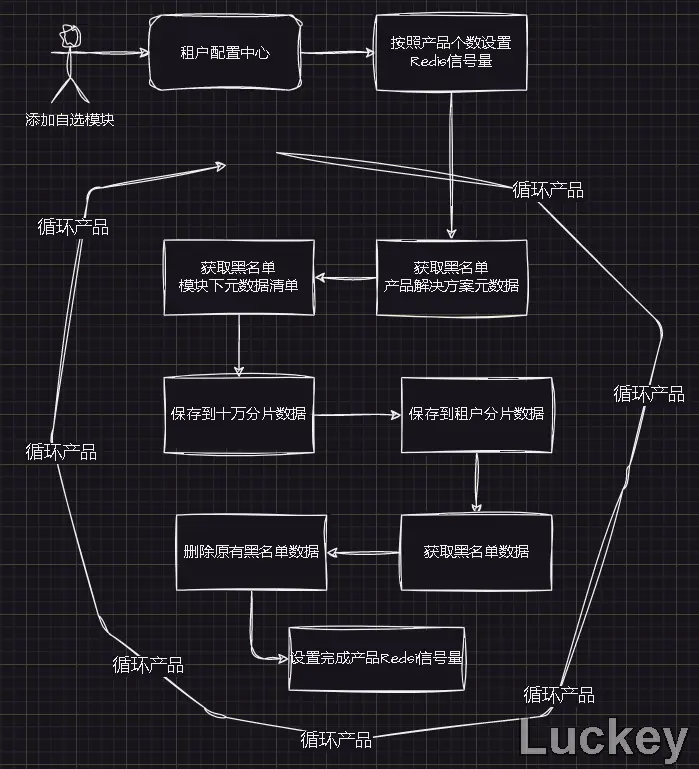 租户配置中心
按照产品个数设置
Redis信号量
添加自选模块
循环产品
循环产品
获取黑名单
模块下元数据清单
获取黑名单
产品解决方案元数据
循环产品
保存到十万分片数据
保存到租户分片数据
循环产品
删除原有黑名单数据
获取黑名单数据
设置完成产品Redsi信号量
循环产品
循环产品
循环产品
Luckey